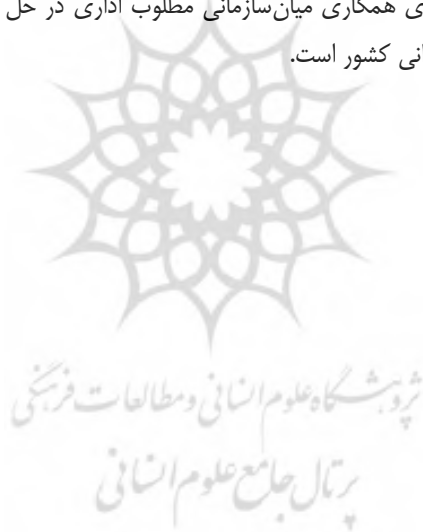 ی همکاری میان‌سازمانی مطلوب اداری در حل
انی کشور است.
پژوهشگاه علوم انسانی و مطالعات فرهنگی
پرتال جامع علوم انسانی